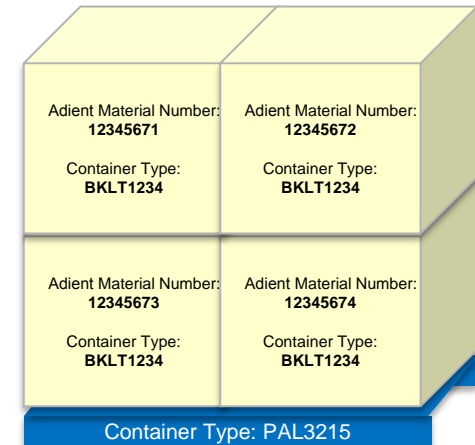 Adient Material Number:
12345671
Container Type:
BKLT1234
Adient Material Number:
12345672
Container Type:
BKLT1234
Adient Material Number:
12345673
Container Type:
BKLT1234
Adient Material Number:
12345674
Container Type:
BKLT1234
Container Type: PAL3215